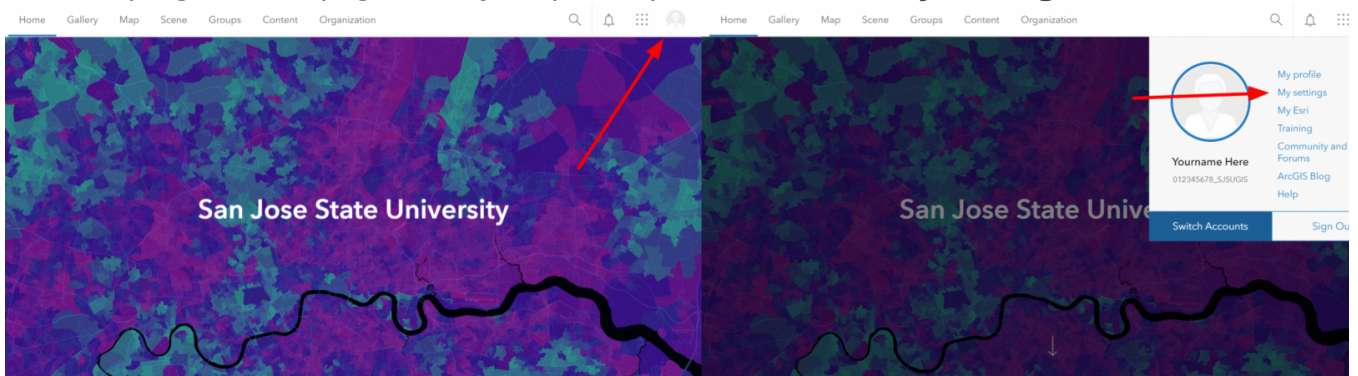 Home Gallery Map Scene Groups Content Organization
San Jose State University
Home Gallery Map Scene Groups Content Organization
San Jose State Unive
My profile
My settings
My Esri
Training
Community and
Forums
ArcGIS Blog
Help
Yourname Here
012345678_SJSUGIS
Switch Accounts
Sign Ou